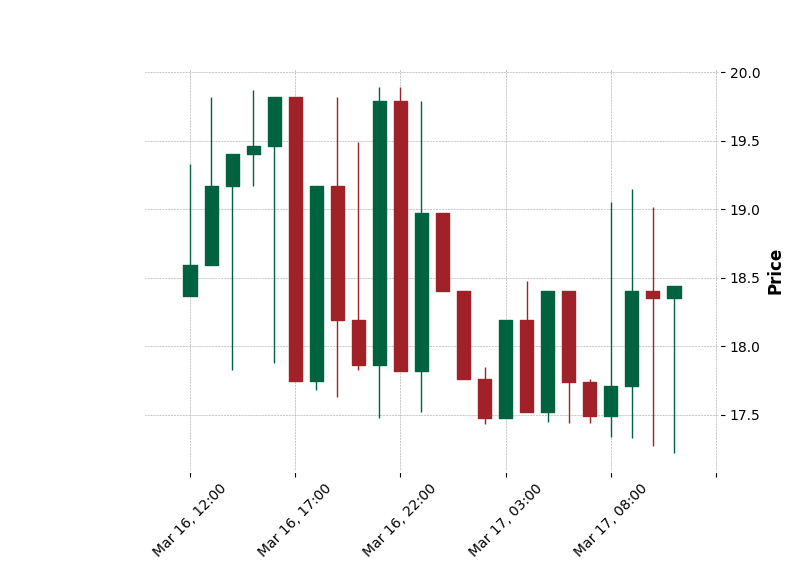 20.0
19.5
19.0
18.5
18.0
17.5
Price
Mar 16, 12:00
Mar 16, 17:00
Mar 16, 22:00
Mar 17, 03:00
Mar 17, 08:00